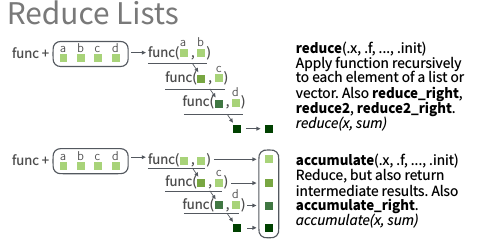 Reduce Lists
func + a b c d
func( a , b )
func( , c )
func( , d )
reduce(.x, .f, ..., .init)
Apply function recursively
to each element of a list or
vector. Also reduce_right,
reduce2, reduce2_right.
reduce(x, sum)
func + a b c d
func( , )
func( , c )
func( , d )
accumulate(.x, .f, ..., .init)
Reduce, but also return
intermediate results. Also
accumulate_right.
accumulate(x, sum)